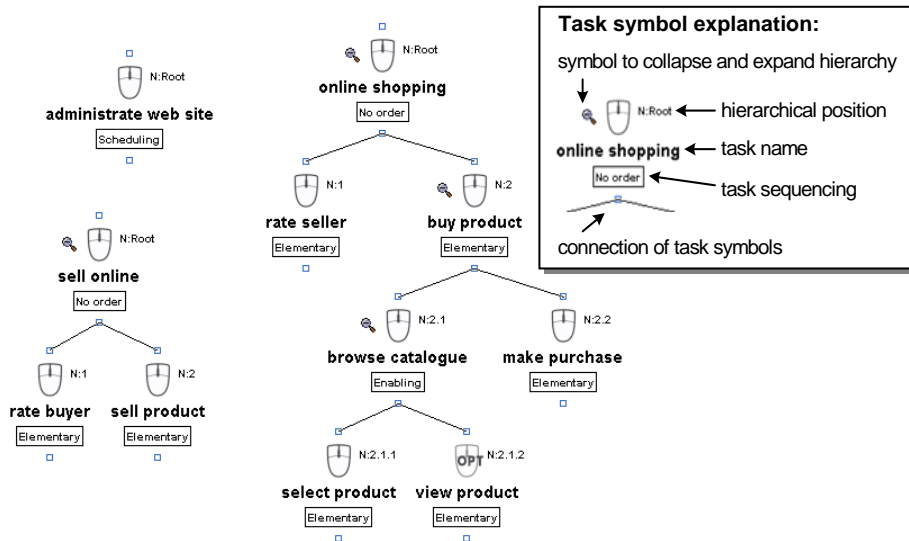 N:Root
administrate web site
Scheduling
N:Root
sell online
No order
N:1
rate buyer
Elementary
N:2
sell product
Elementary
N:Root
online shopping
No order
N:1
rate seller
Elementary
N:2
buy product
Elementary
N:2.1
browse catalogue
Enabling
N:2.2
make purchase
Elementary
N:2.1.1
select product
Elementary
OPT
N:2.1.2
view product
Elementary
Task symbol explanation:
symbol to collapse and expand hierarchy
N:Root
hierarchical position
online shopping
task name
No order
task sequencing
connection of task symbols